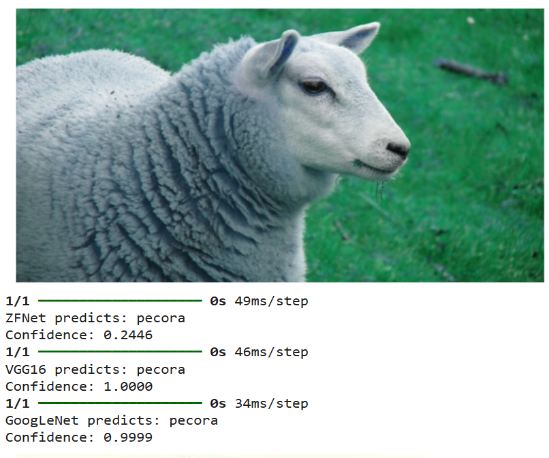 1/1 ━━━━━━━━━━━━━━━━━━━━ 0s 49ms/step
ZFNet predicts: pecora
Confidence: 0.2446
1/1 ━━━━━━━━━━━━━━━━━━━━ 0s 46ms/step
VGG16 predicts: pecora
Confidence: 1.0000
1/1 ━━━━━━━━━━━━━━━━━━━━ 0s 34ms/step
GoogLeNet predicts: pecora
Confidence: 0.9999